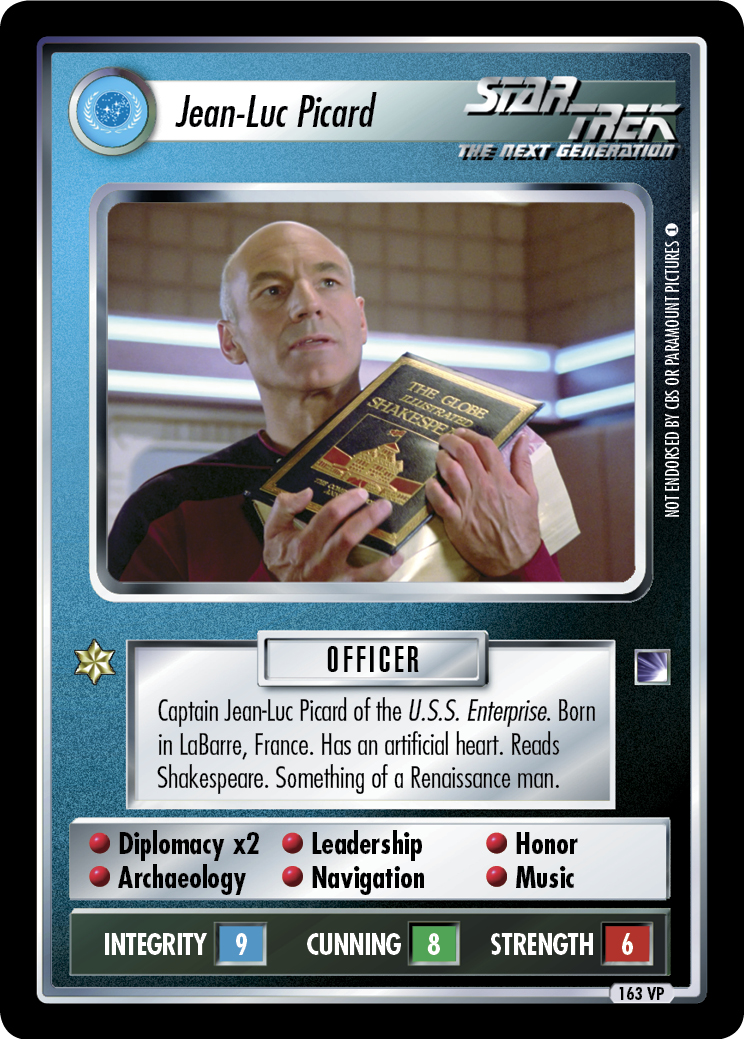 Jean-Luc Picard
STAR TREK
THE NEXT GENERATION
NOT ENDORSED BY CBS OR PARAMOUNT PICTURES 1
THE GLOBE
ILLUSTRATED
SHAKESPEA
OFFICER
Captain Jean-Luc Picard of the U.S.S. Enterprise. Born
in LaBarre, France. Has an artificial heart. Reads
Shakespeare. Something of a Renaissance man.
Diplomacy x2 Leadership Honor
Archaeology Navigation Music
INTEGRITY 9 CUNNING 8 STRENGTH 6
163 VP